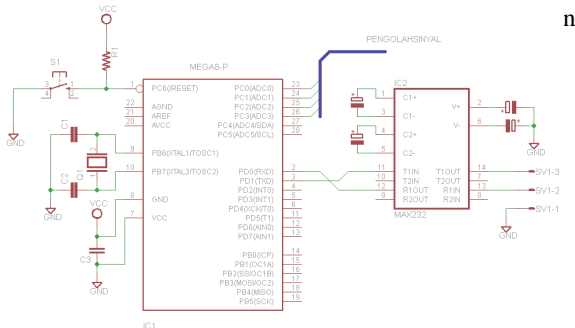 n
VCC
PENGOLAHSINYAL
R1
S1
MEGA8-P
IC2
3 1
4 2
1 PC6(/RESET) PC0(ADC0) 23
PC1(ADC1) 24
22 AGND PC2(ADC2) 25
21 AREF PC3(ADC3) 26
20 AVCC PC4(ADC4/SDA) 27
PC5(ADC5/SCL) 28
1 C1+ V+ 2
3 C1- V- 6
4 C2+
5 C2-
GND
GND
C1
9 PB6(XTAL1/TOSC1)
2
Q1
1
C2
10 PB7(XTAL2/TOSC2) PD0(RXD) 2
PD1(TXD) 3
PD2(INT0) 4
PD3(INT1) 5
PD4(XCK/T0) 6
PD5(T1) 11
PD6(AIN0) 12
PD7(AIN1) 13
11 T1IN T1OUT 14 SV1-3
10 T2IN T2OUT 7
12 R1OUT R1IN 13 SV1-2
9 R2OUT R2IN 8
MAX232
SV1-1
GND
GND
VCC
8 GND
7 VCC
C3
GND
PB0(ICP) 14
PB1(OC1A) 15
PB2(SS/OC1B) 16
PB3(MOSI/OC2) 17
PB4(MISO) 18
PB5(SCK) 19
IC1